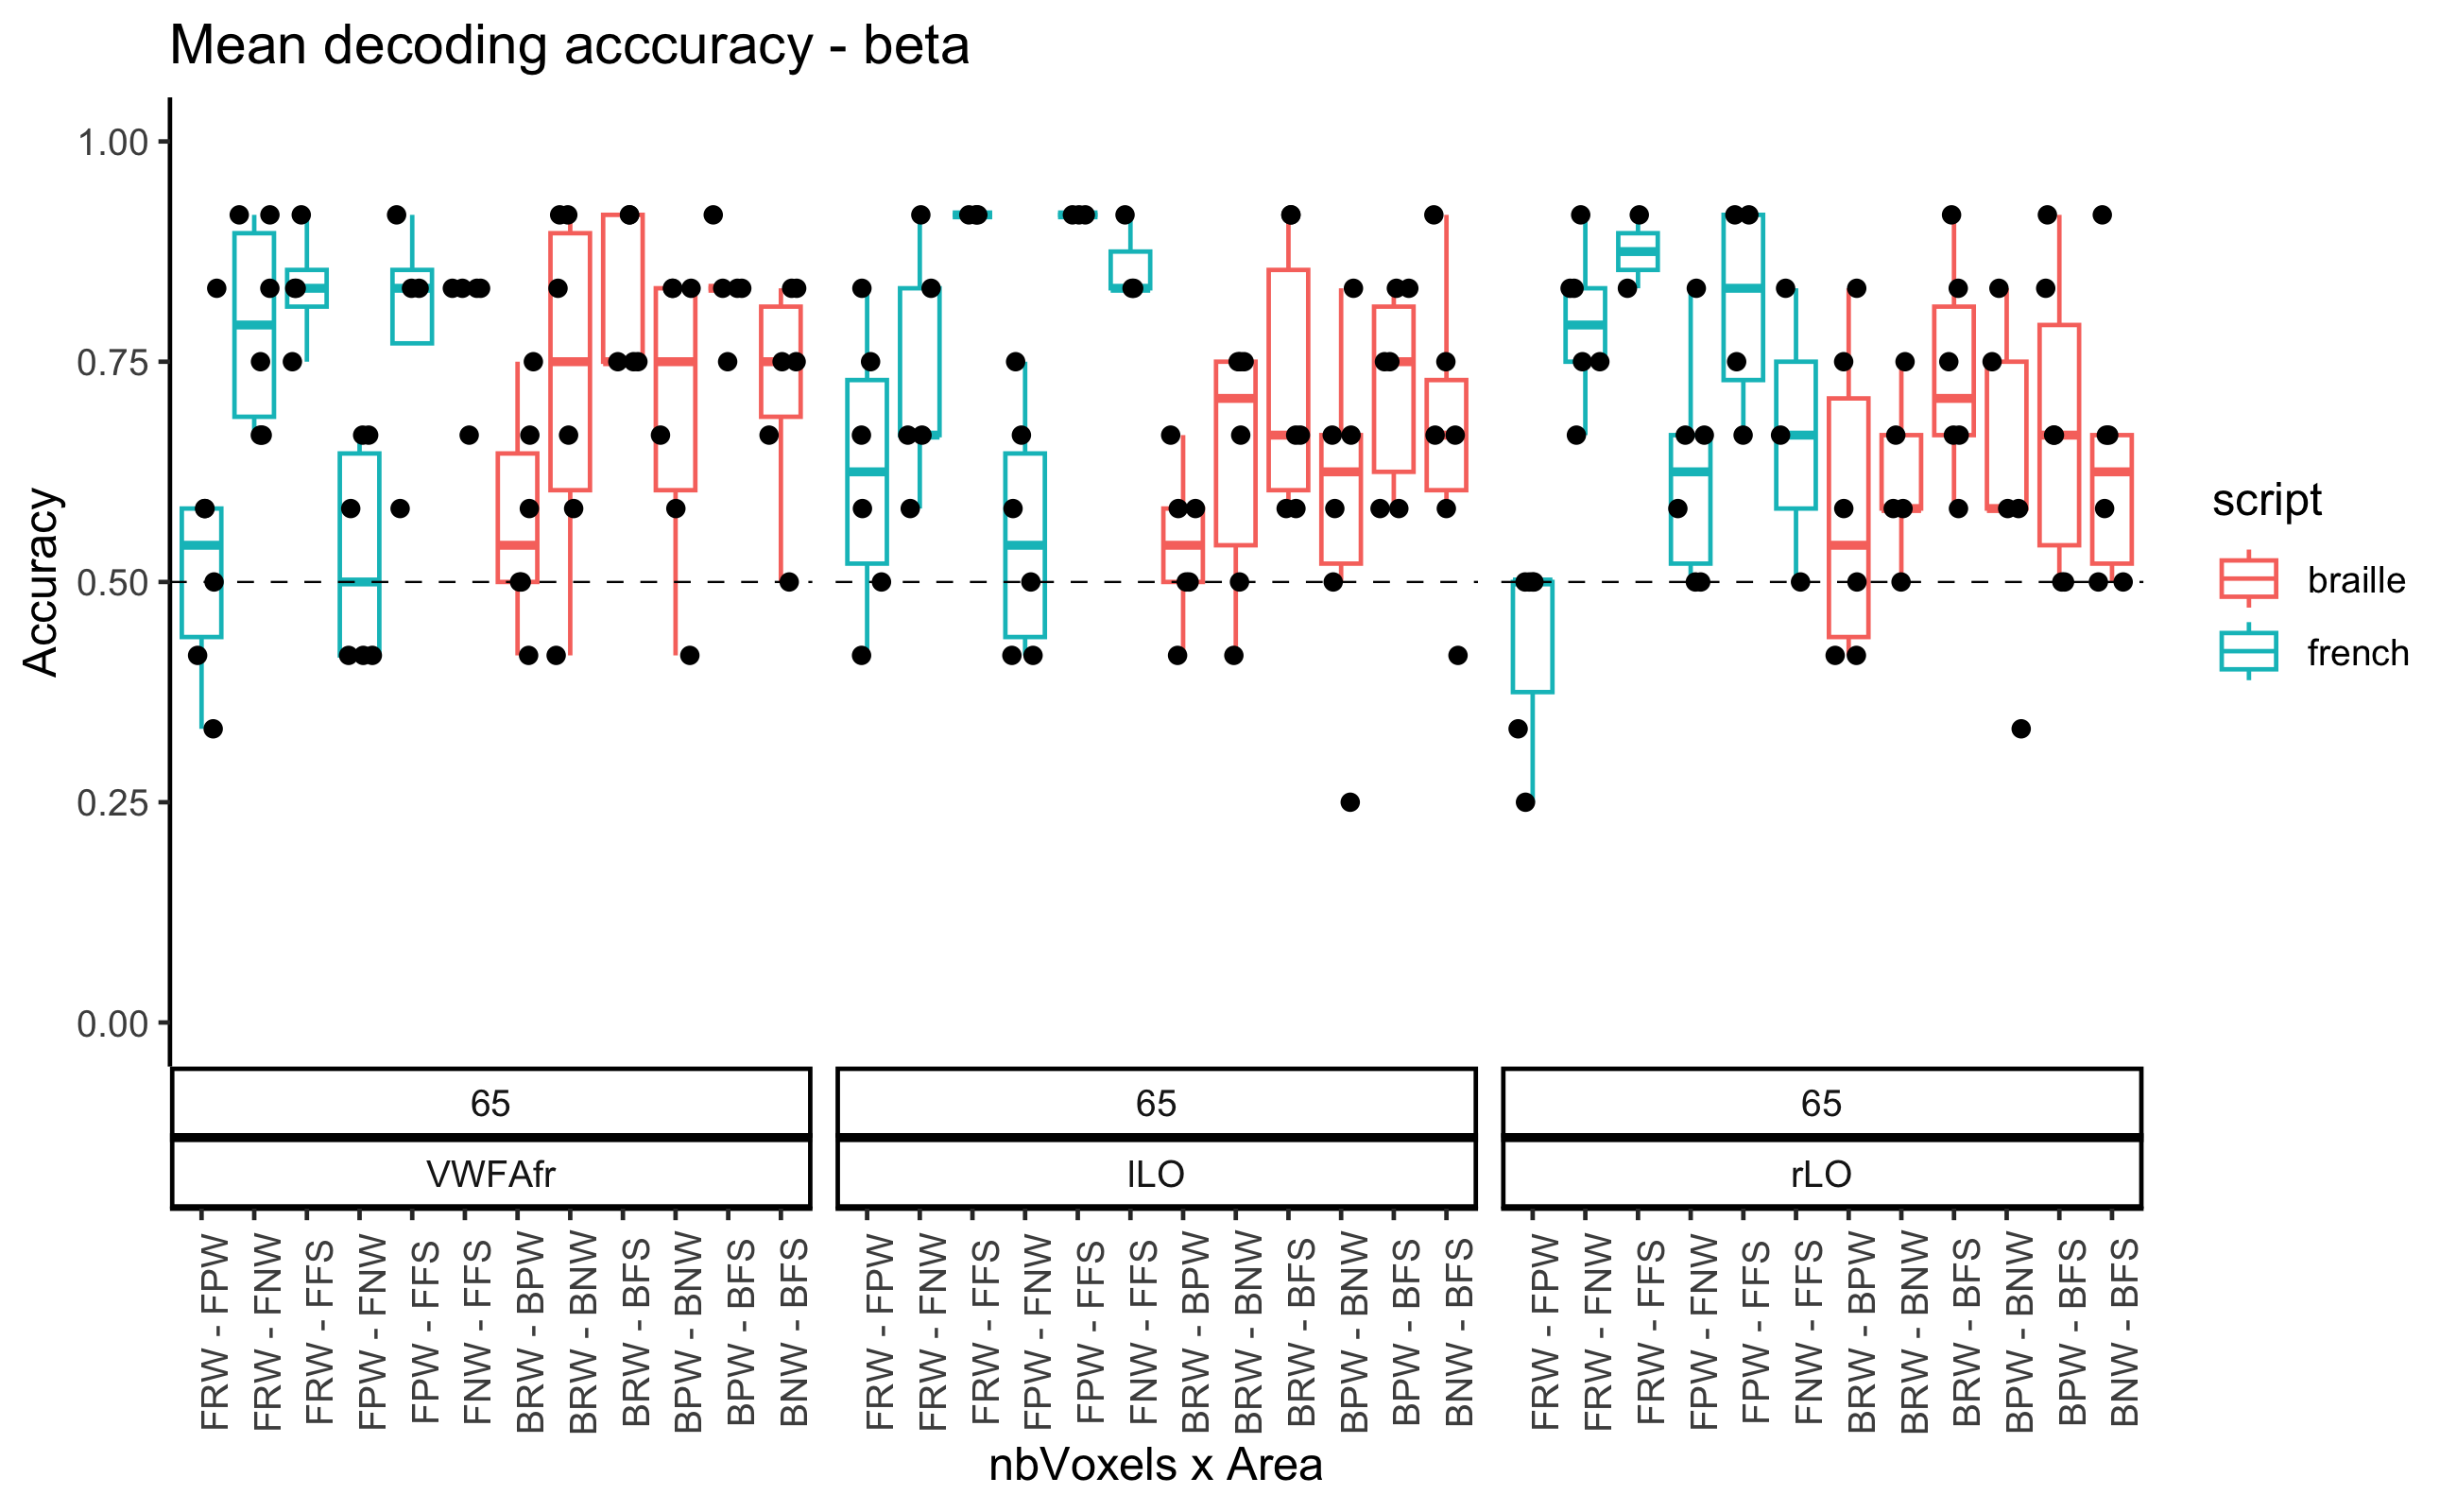 Mean decoding acccuracy - beta
Accuracy
1.00
0.75
0.50
0.25
0.00
65
65
65
VWFAfr
lLO
rLO
FRW - FPW
FRW - FNW
FRW - FFS
FPW - FNW
FPW - FFS
FNW - FFS
BRW - BPW
BRW - BNW
BRW - BFS
BPW - BNW
BPW - BFS
BNW - BFS
FRW - FPW
FRW - FNW
FRW - FFS
FPW - FNW
FPW - FFS
FNW - FFS
BRW - BPW
BRW - BNW
BRW - BFS
BPW - BNW
BPW - BFS
BNW - BFS
FRW - FPW
FRW - FNW
FRW - FFS
FPW - FNW
FPW - FFS
FNW - FFS
BRW - BPW
BRW - BNW
BRW - BFS
BPW - BNW
BPW - BFS
BNW - BFS
nbVoxels x Area
script
braille
french